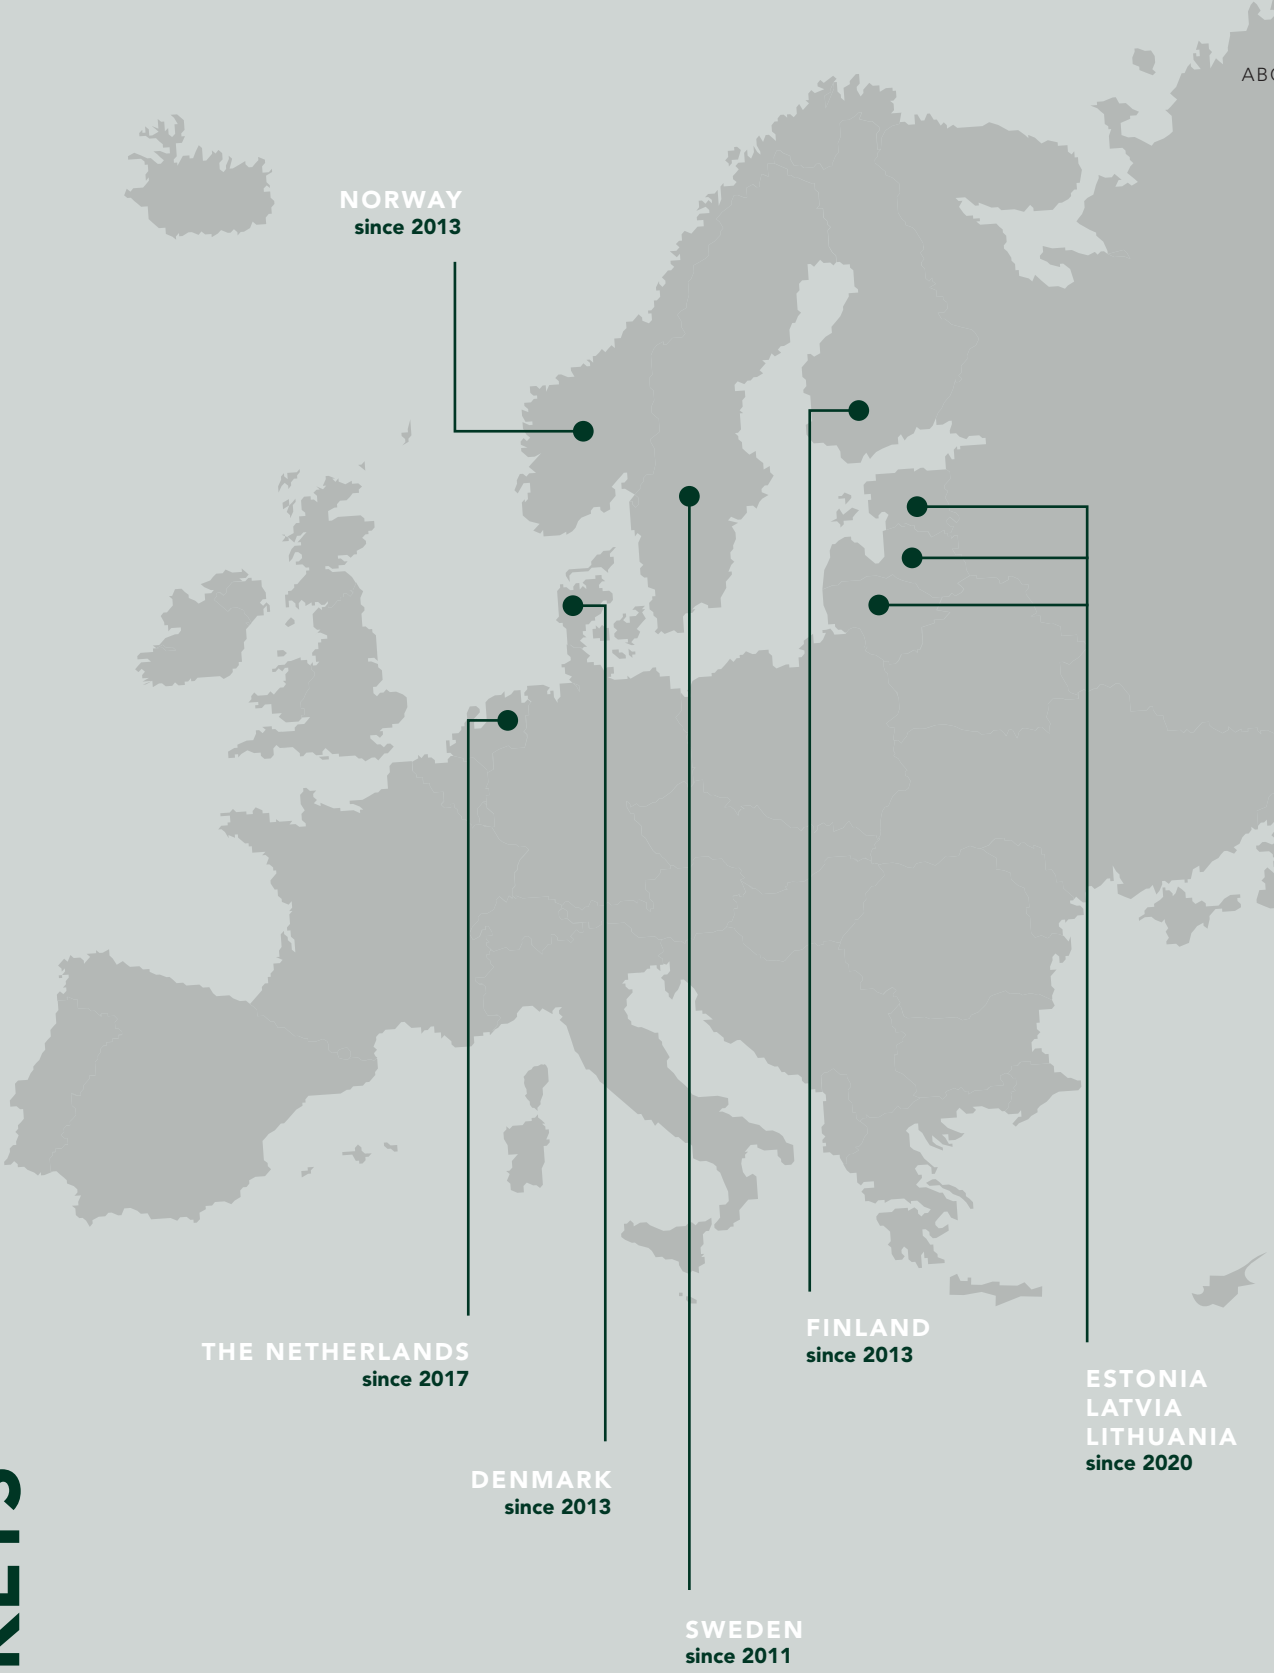 NORWAY
since 2013
THE NETHERLANDS
since 2017
DENMARK
since 2013
SWEDEN
since 2011
FINLAND
since 2013
ESTONIA
LATVIA
LITHUANIA
since 2020